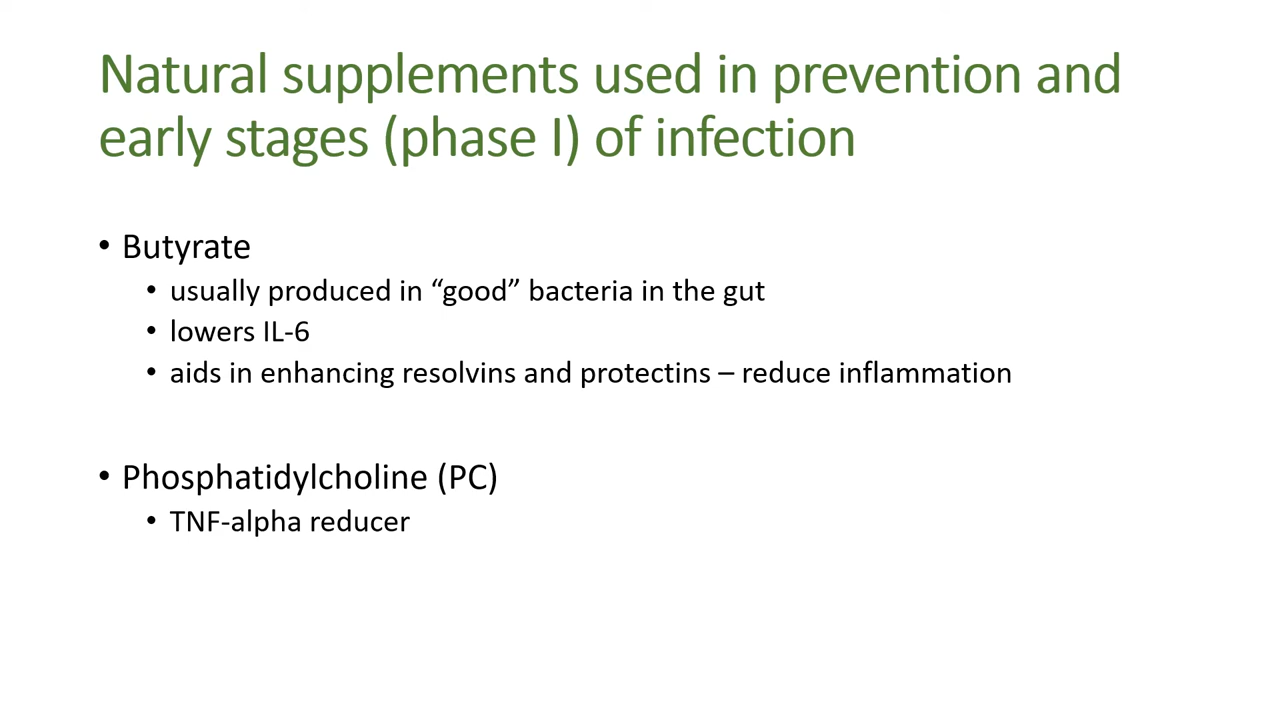 Natural supplements used in prevention and
early stages (phase I) of infection
• Butyrate
• usually produced in “good” bacteria in the gut
• lowers IL-6
• aids in enhancing resolvins and protectins – reduce inflammation
• Phosphatidylcholine (PC)
• TNF-alpha reducer